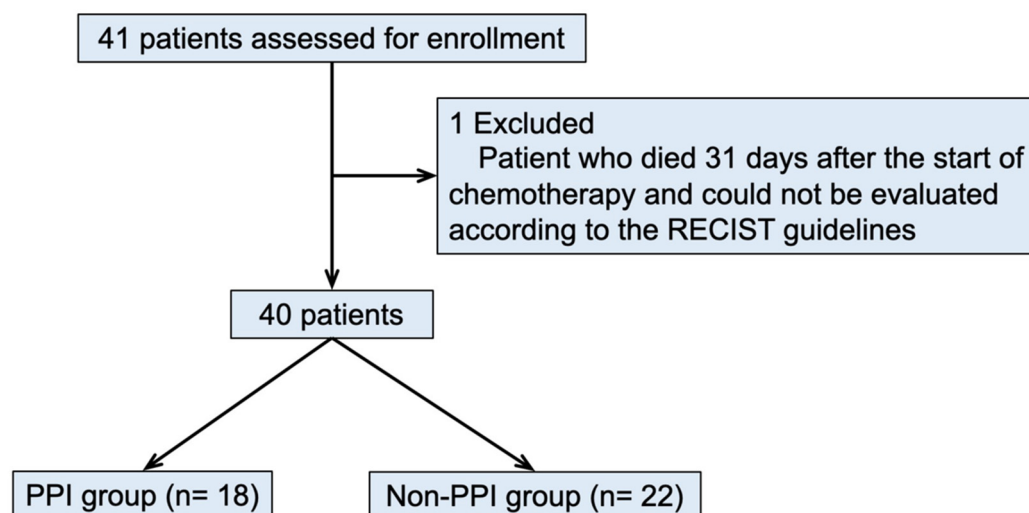 41 patients assessed for enrollment
1 Excluded
Patient who died 31 days after the start of
chemotherapy and could not be evaluated
according to the RECIST guidelines
40 patients
PPI group (n= 18)
Non-PPI group (n= 22)